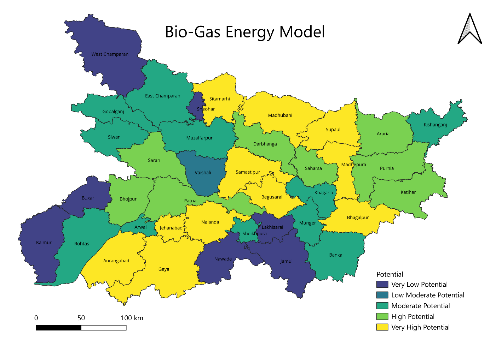 Bio-Gas Energy Model
West Champaran
East Champaran
Sitamarhi
Sheohar
Gopalganj
Madhubani
Siwan
Muzaffarpur
Supaul
Araria
Kishanganj
Darbhanga
Saran
Vaishali
Samastipur
Saharsa
Madhepura
Purnia
Katihar
Buxar
Bhojpur
Patna
Begusarai
Khagaria
Bhagalpur
Kaimur
Rohtas
Arwal
Jehanabad
Nalanda
Lakhisarai
Munger
Aurangabad
Gaya
Nawada
Jamui
Banka
Potential
Very Low Potential
Low Moderate Potential
Moderate Potential
High Potential
Very High Potential
0 50 100 km